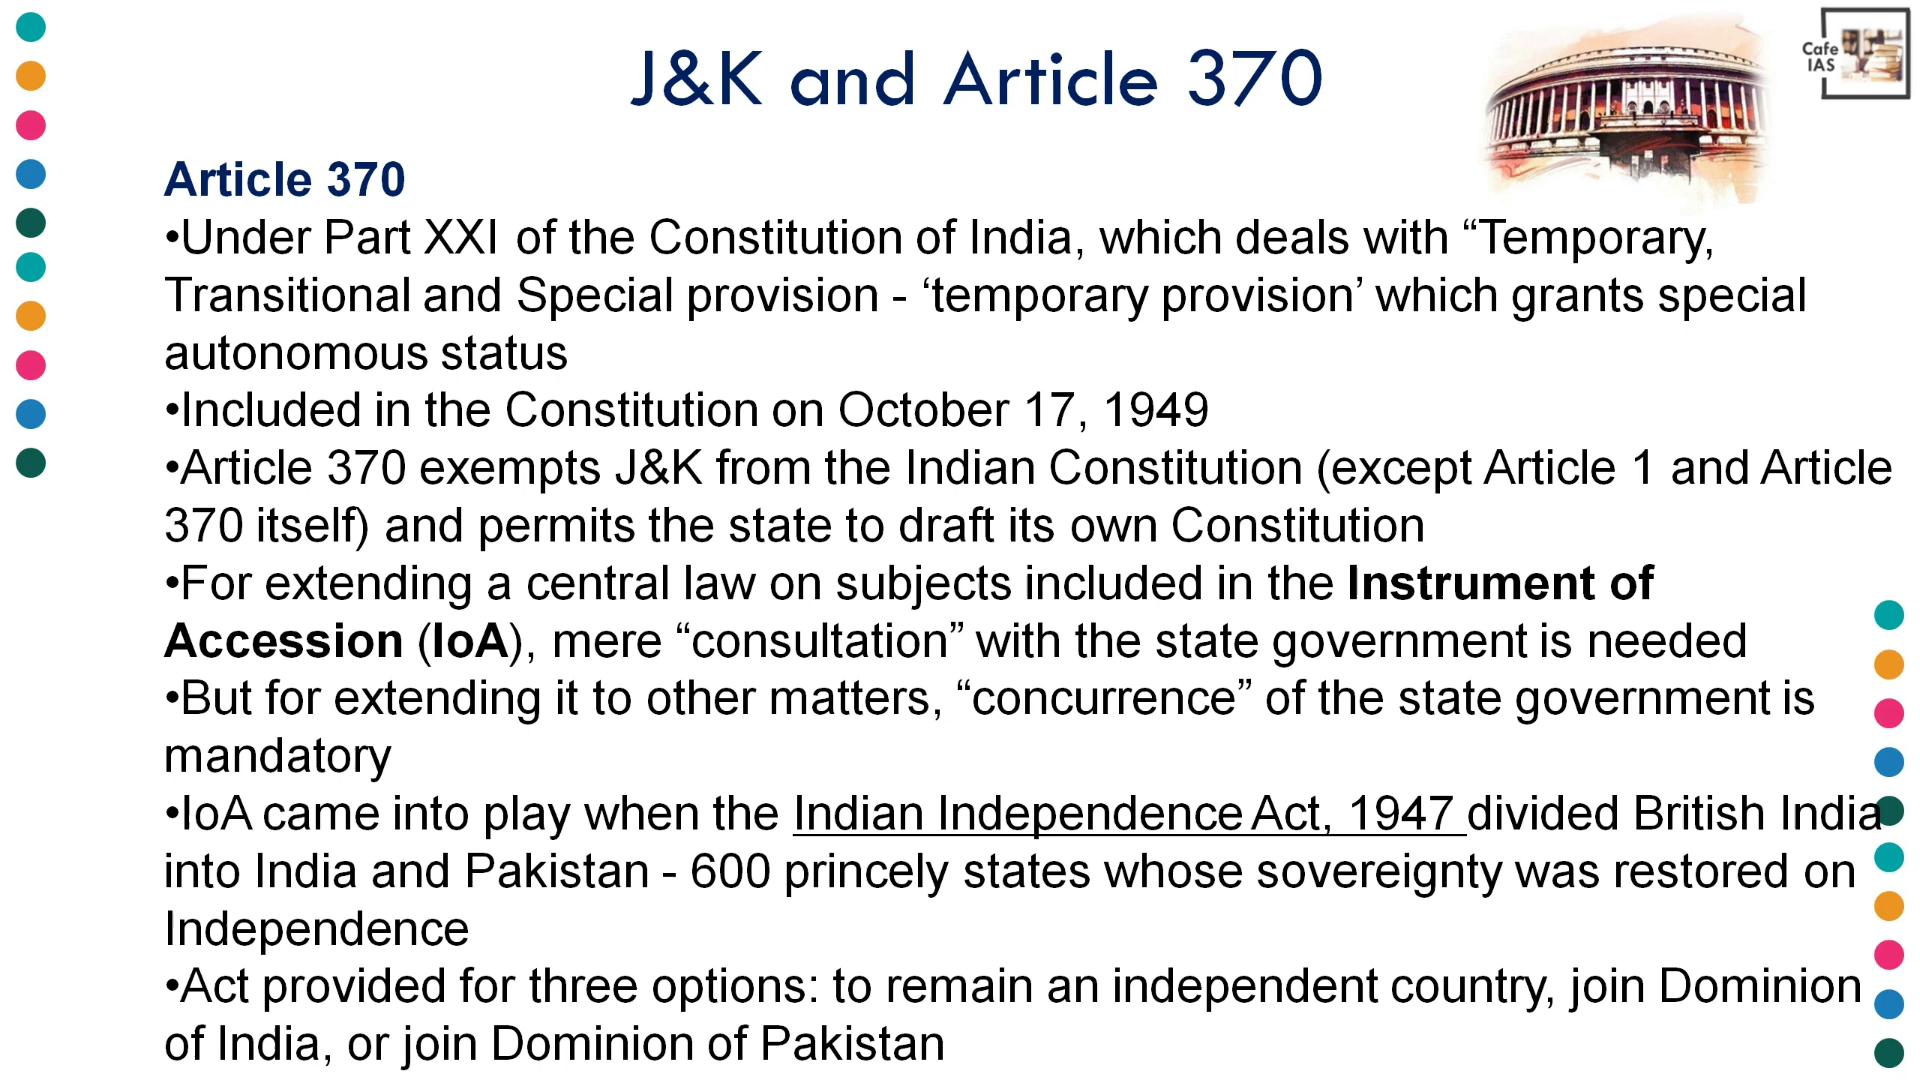 J&K and Article 370
Cafe
IAS
Article 370
•Under Part XXI of the Constitution of India, which deals with “Temporary,
Transitional and Special provision - ‘temporary provision’ which grants special
autonomous status
•Included in the Constitution on October 17, 1949
•Article 370 exempts J&K from the Indian Constitution (except Article 1 and Article
370 itself) and permits the state to draft its own Constitution
•For extending a central law on subjects included in the Instrument of
Accession (IoA), mere “consultation” with the state government is needed
•But for extending it to other matters, “concurrence” of the state government is
mandatory
•IoA came into play when the Indian Independence Act, 1947 divided British India
into India and Pakistan - 600 princely states whose sovereignty was restored on
Independence
•Act provided for three options: to remain an independent country, join Dominion
of India, or join Dominion of Pakistan